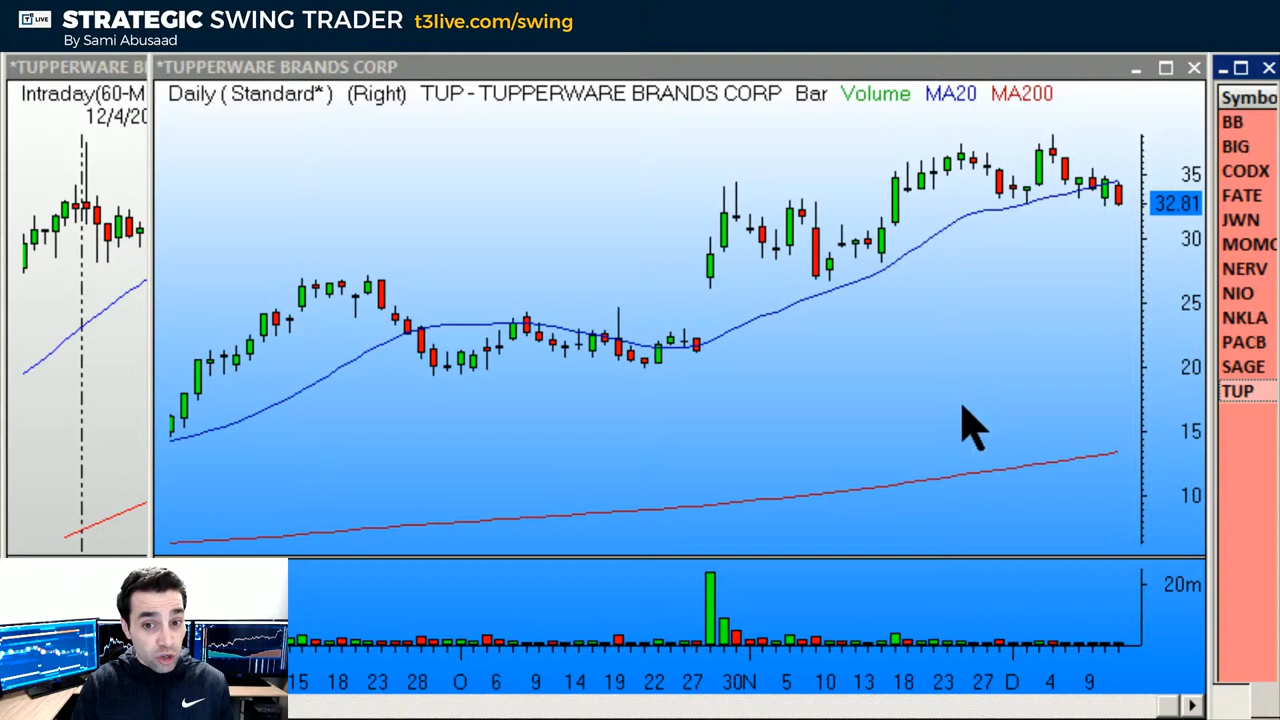 T3 LIVE STRATEGIC SWING TRADER t3live.com/swing
By Sami Abusaad
*TUPPERWARE B
*TUPPERWARE BRANDS CORP
Intraday(60-M
12/4/20
Daily ( Standard* ) (Right) TUP - TUPPERWARE BRANDS CORP Bar Volume MA20 MA200
35
32.81
30
25
20
15
10
20m
15 18 23 28 O 6 9 14 19 22 27 30N 5 10 13 18 23 27 D 4 9
Symbo
BB
BIG
CODX
FATE
JWN
MOMO
NERV
NIO
NKLA
PACB
SAGE
TUP